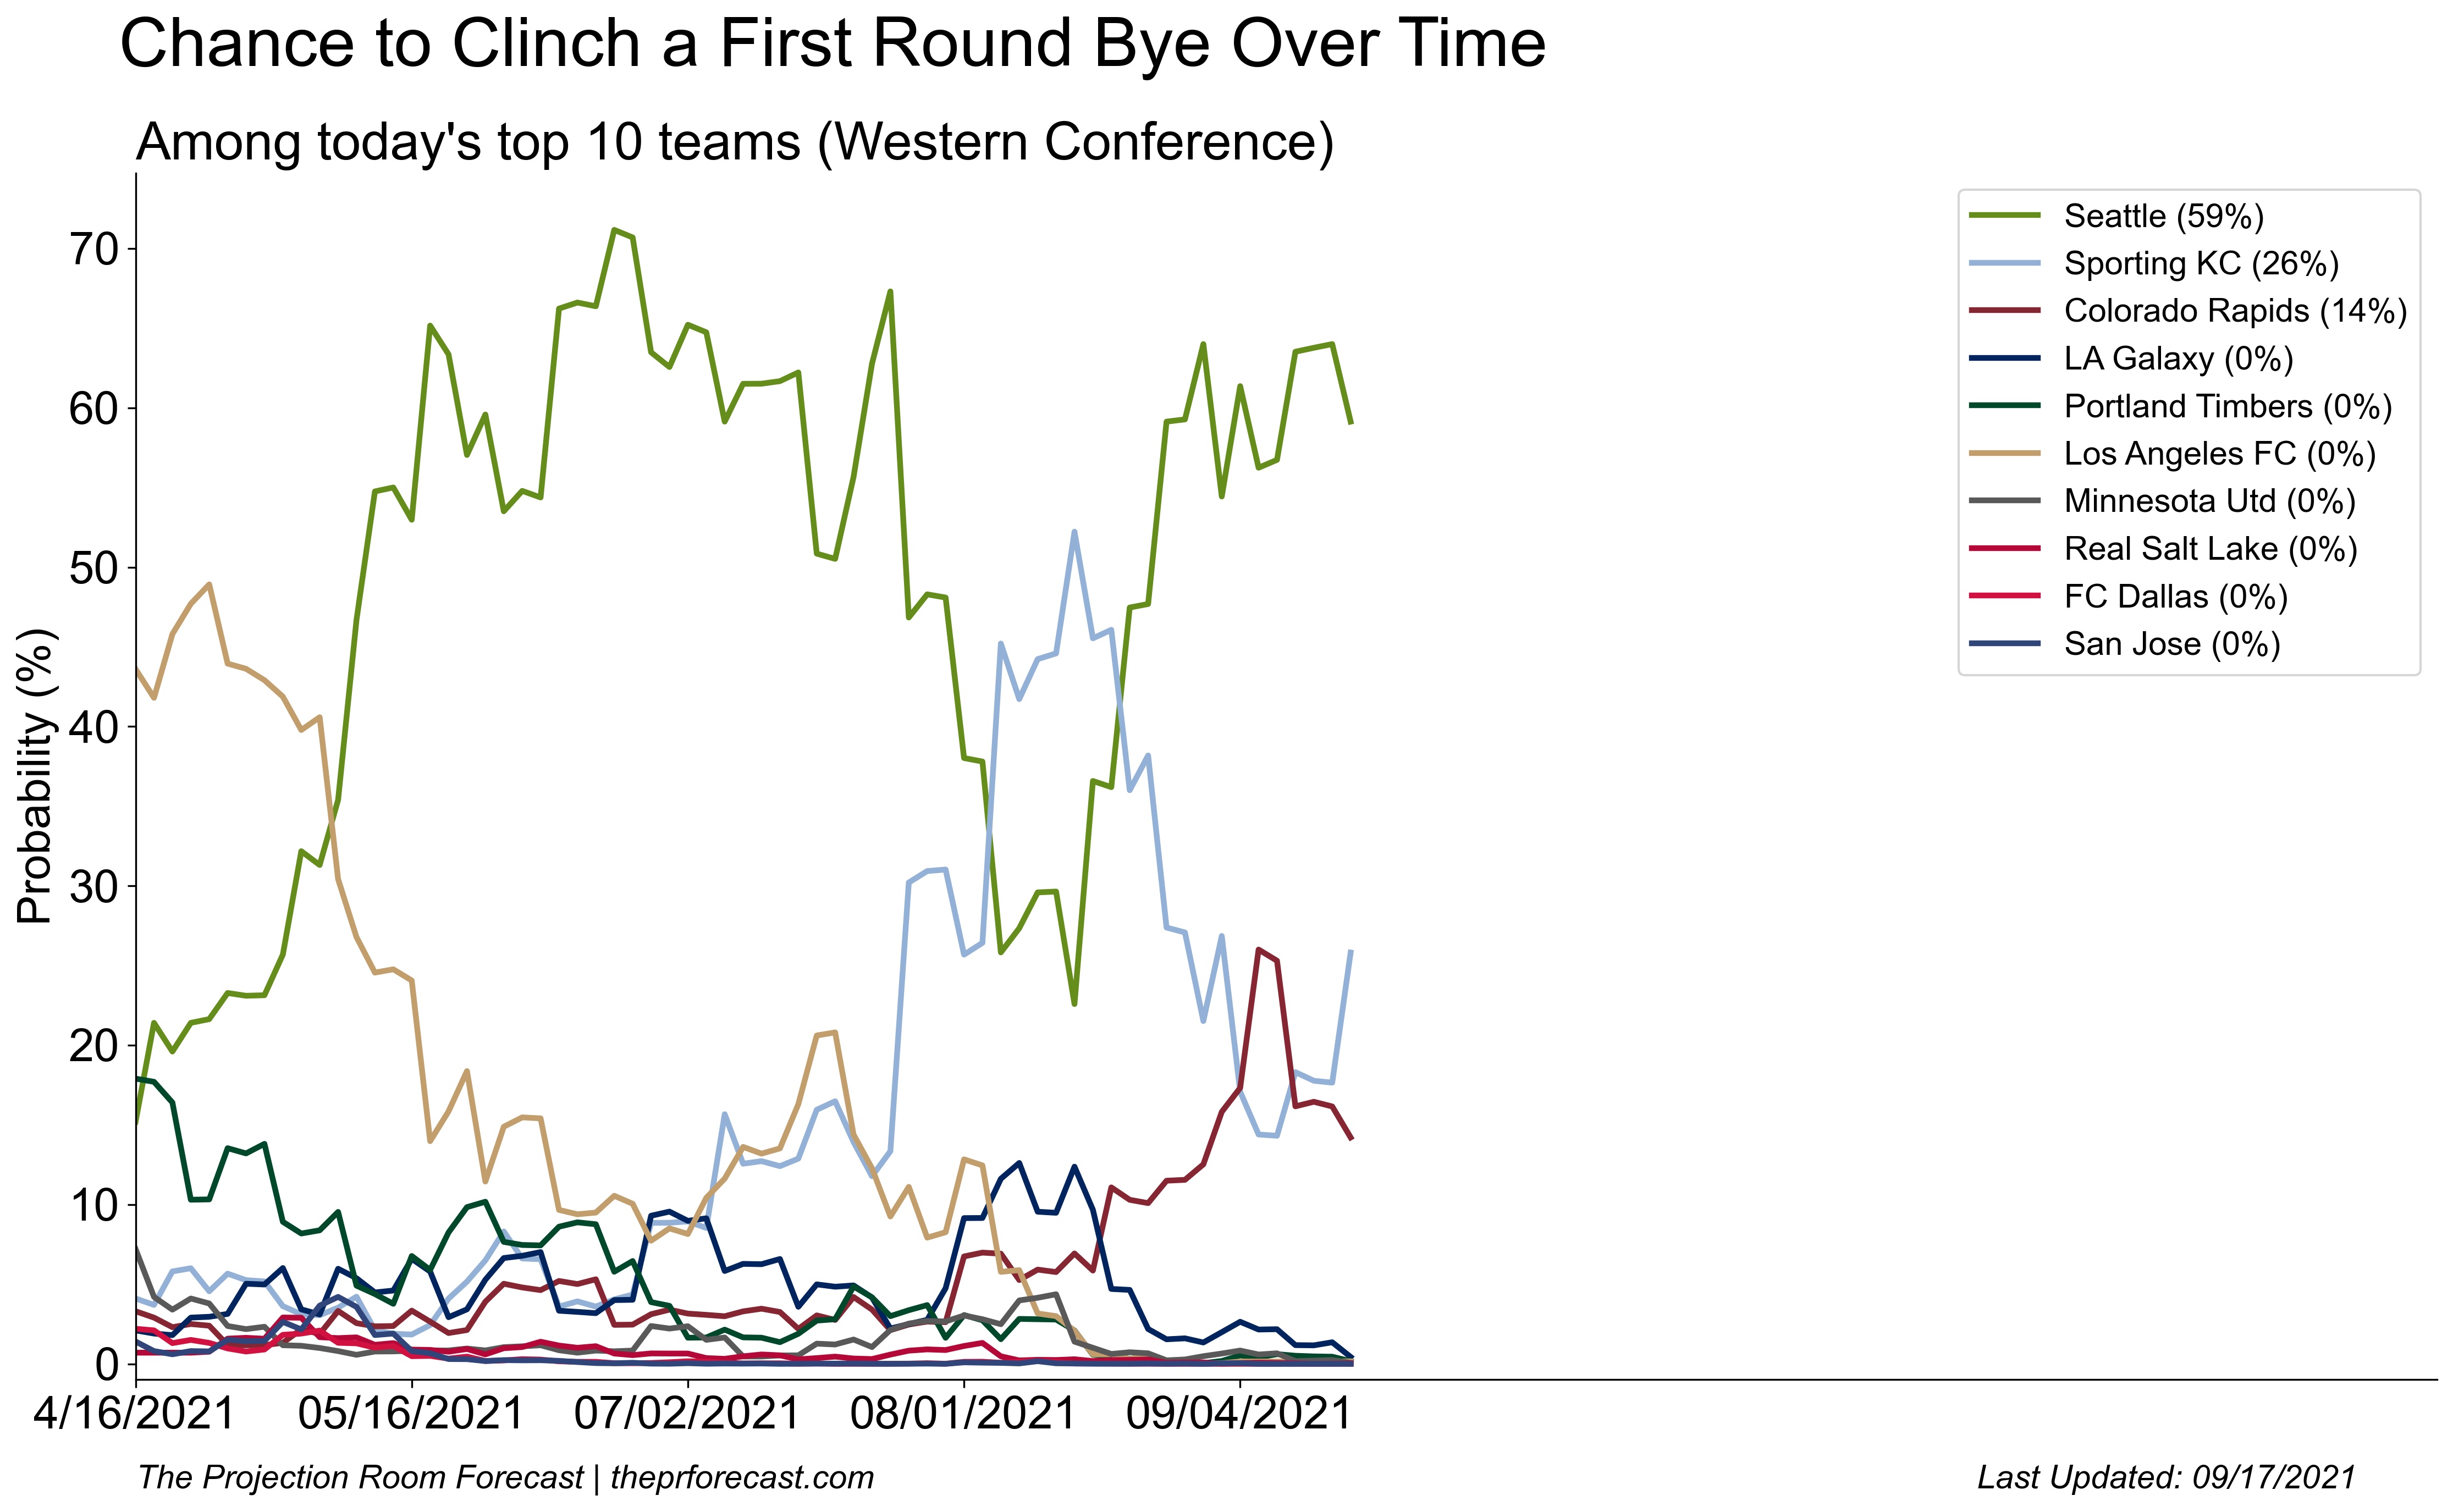 Chance to Clinch a First Round Bye Over Time
Among today's top 10 teams (Western Conference)
Seattle (59%)
Sporting KC (26%)
Colorado Rapids (14%)
LA Galaxy (0%)
Portland Timbers (0%)
Los Angeles FC (0%)
Minnesota Utd (0%)
Real Salt Lake (0%)
FC Dallas (0%)
San Jose (0%)
Probability (%)
70
60
50
40
30
20
10
0
4/16/2021 05/16/2021 07/02/2021 08/01/2021 09/04/2021
The Projection Room Forecast | theprforecast.com
Last Updated: 09/17/2021